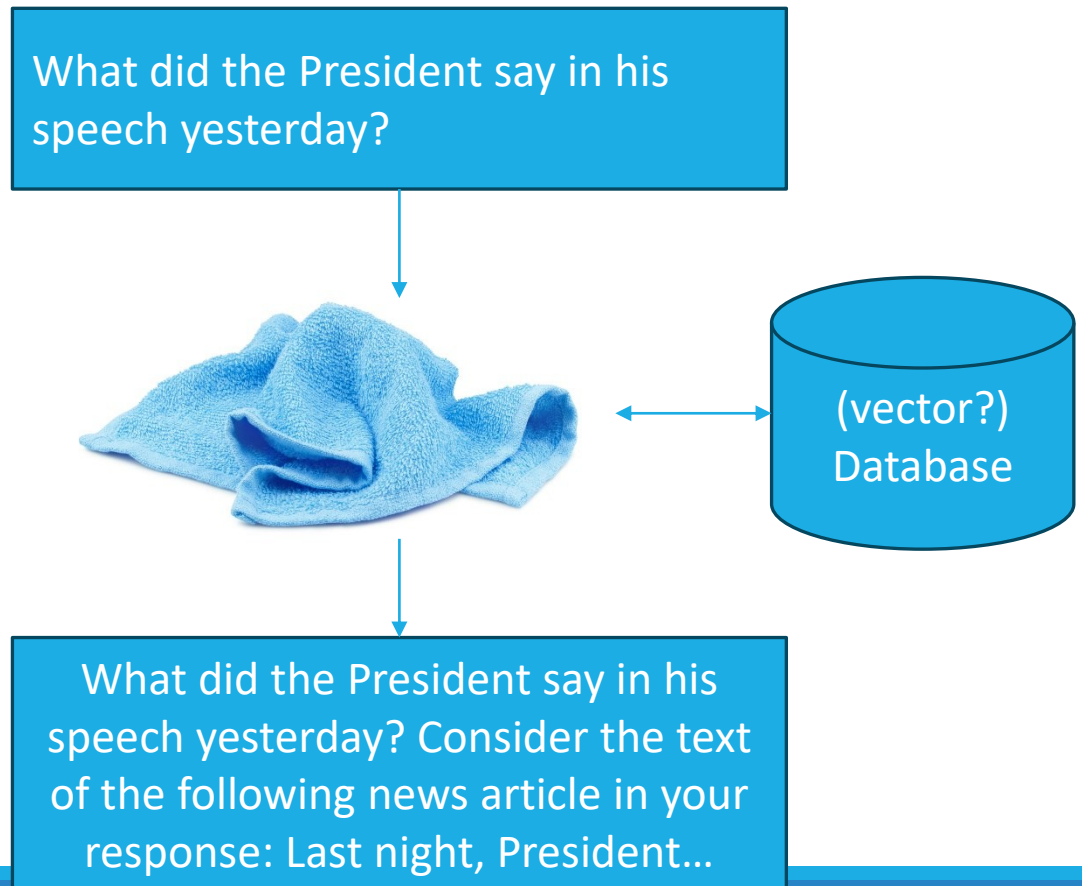 What did the President say in his
speech yesterday?
(vector?)
Database
What did the President say in his
speech yesterday? Consider the text
of the following news article in your
response: Last night, President…